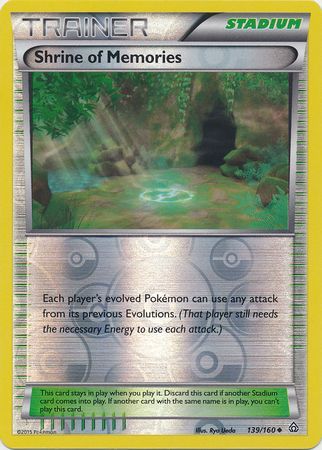 TRAINER
STADIUM
Shrine of Memories
Each player's evolved Pokémon can use any attack
from its previous Evolutions. (That player still needs
the necessary Energy to use each attack.)
This card stays in play when you play it. Discard this card if another Stadium
card comes into play. If another card with the same name is in play, you can't
play this card.
©2015 Pokémon
Illus. Ryo Ueda
139/160